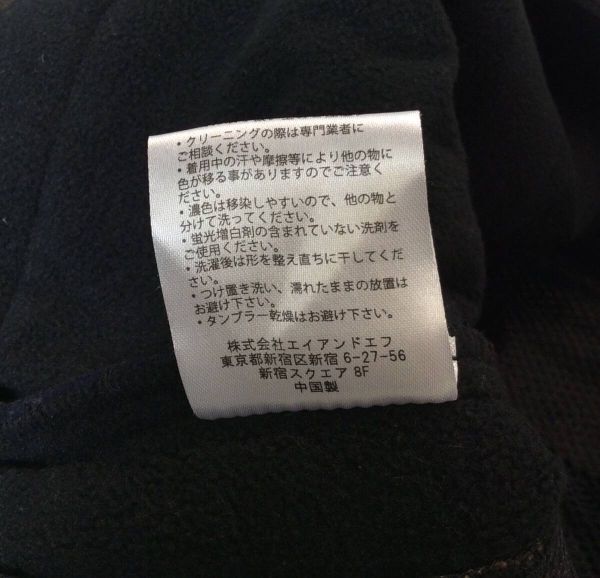 ・クリーニングの際は専門業者に
ご相談ください。
・着用中の汗や摩擦等により他の物に
色が移る事がありますのでご注意く
ださい。
・濃色は移染しやすいので、他の物と
分けて洗ってください。
・蛍光増白剤の含まれていない洗剤を
ご使用ください。
・洗濯後は形を整え直ちに干してくだ
さい。
・つけ置き洗い、濡れたままの放置は
お避け下さい。
・タンブラー乾燥はお避け下さい。
株式会社エイアンドエフ
東京都新宿区新宿 6-27-56
新宿スクエア 8F
中国製